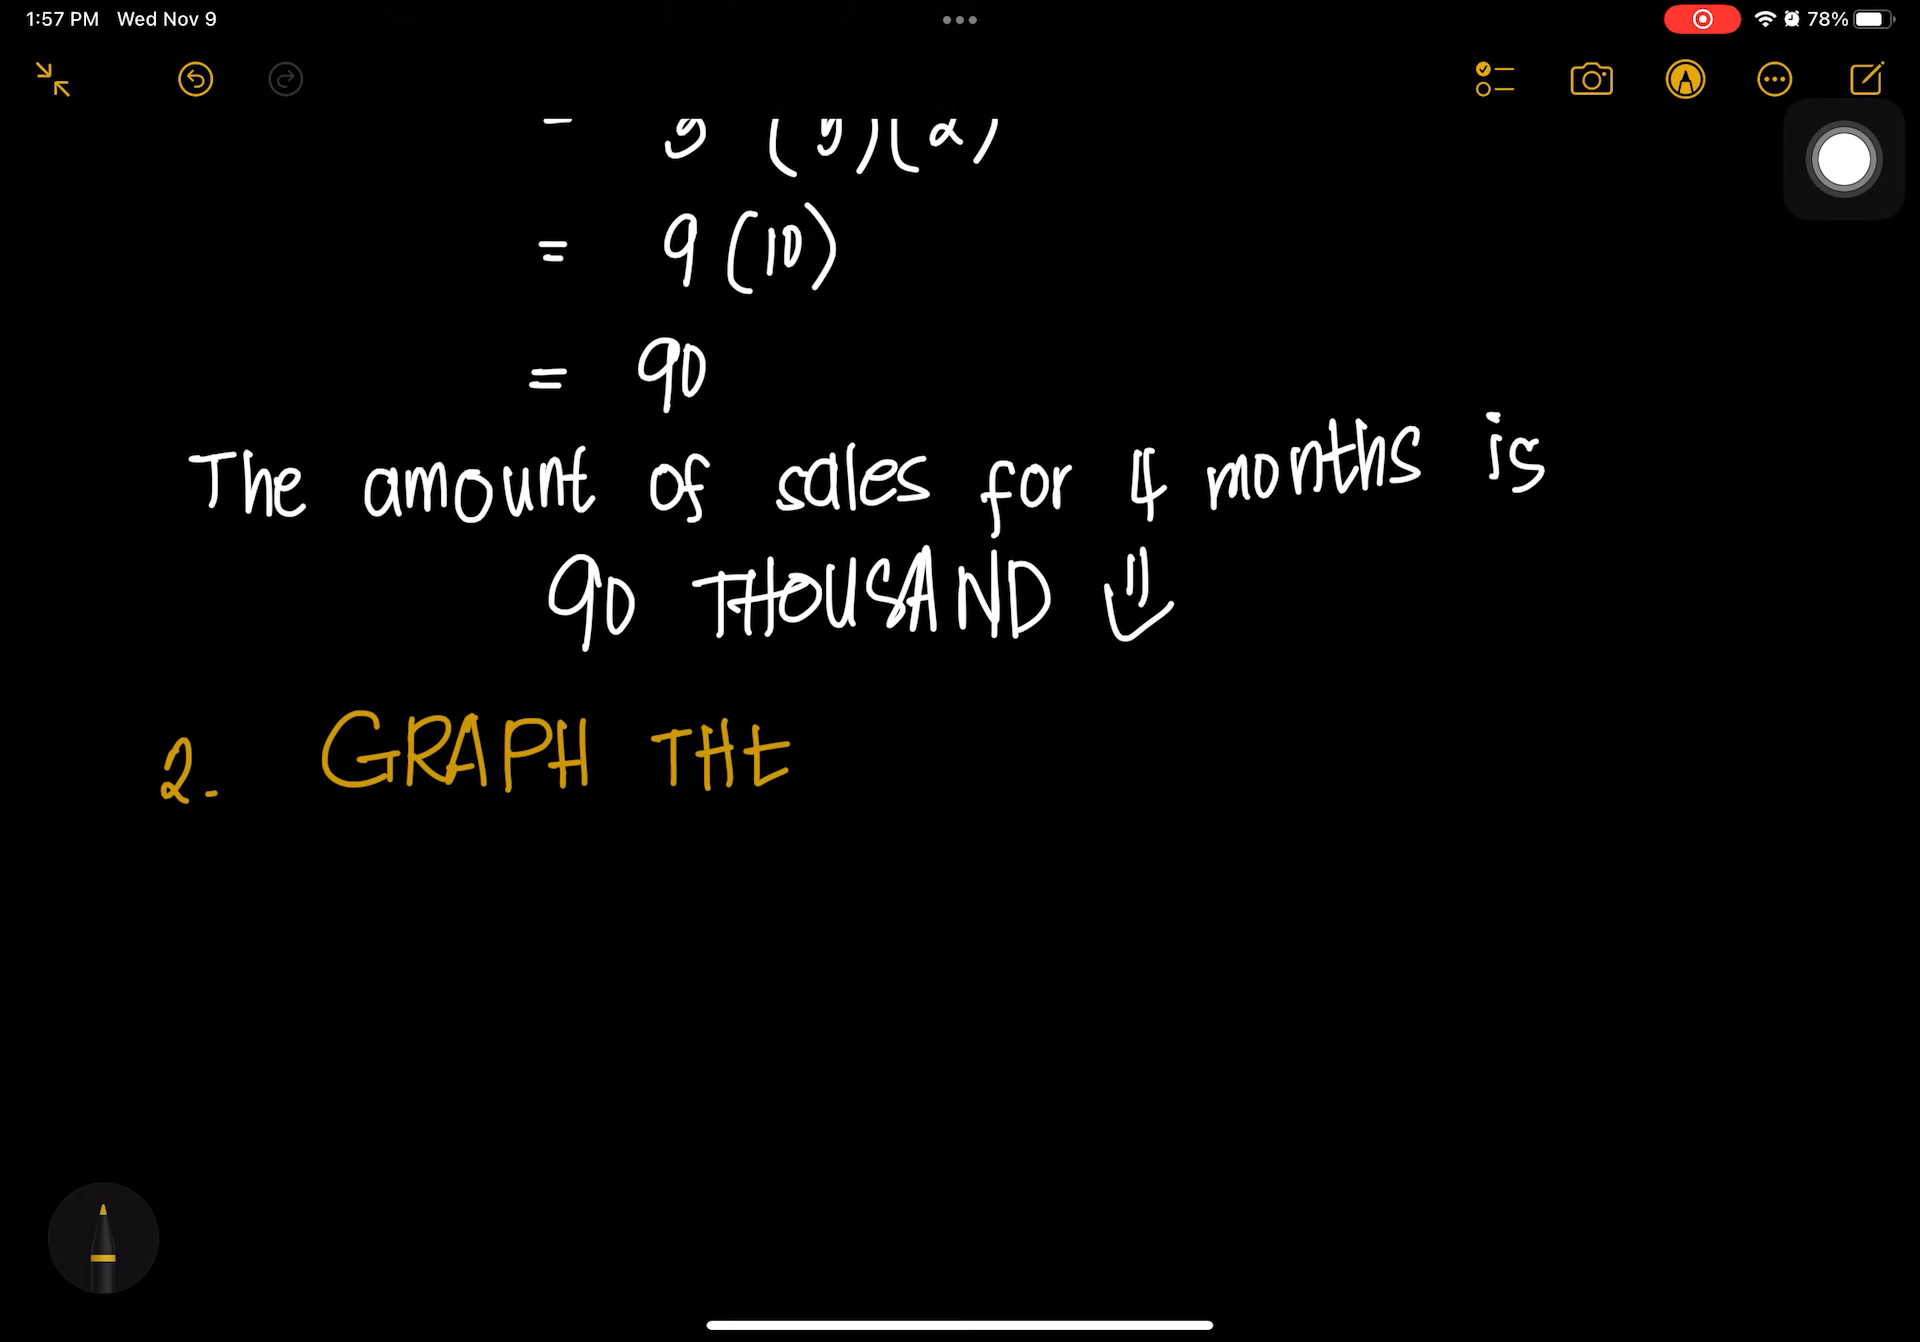 1:57 PM Wed Nov 9
78%
= 9 (10)
= 90
The amount of sales for 4 months is
90 THOUSAND
2. GRAPH THE